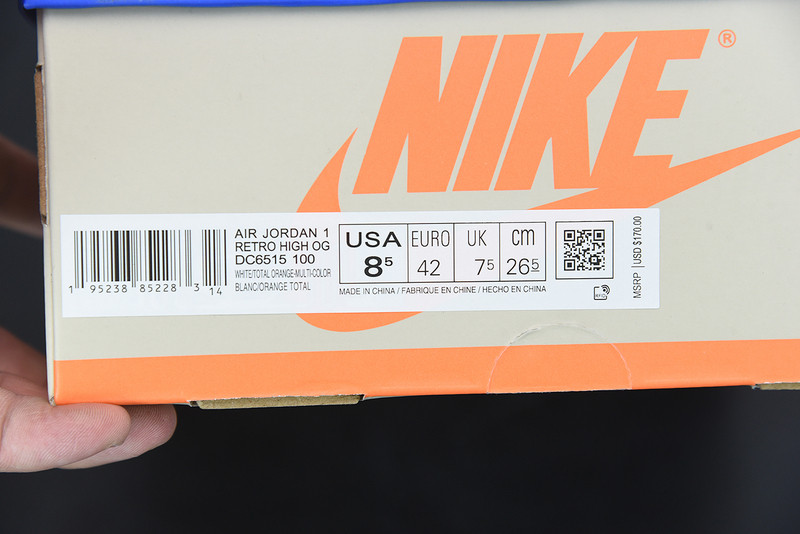 NIKE®
AIR JORDAN 1
RETRO HIGH OG
DC6515 100
WHITE/TOTAL ORANGE-MULTI-COLOR
BLANC/ORANGE TOTAL
1 95238 85228 3 14
USA EURO UK cm
8⁵ 42 7⁵ 26⁵
MADE IN CHINA / FABRIQUE EN CHINE / HECHO EN CHINA
RFID
MSRP | USD $170.00